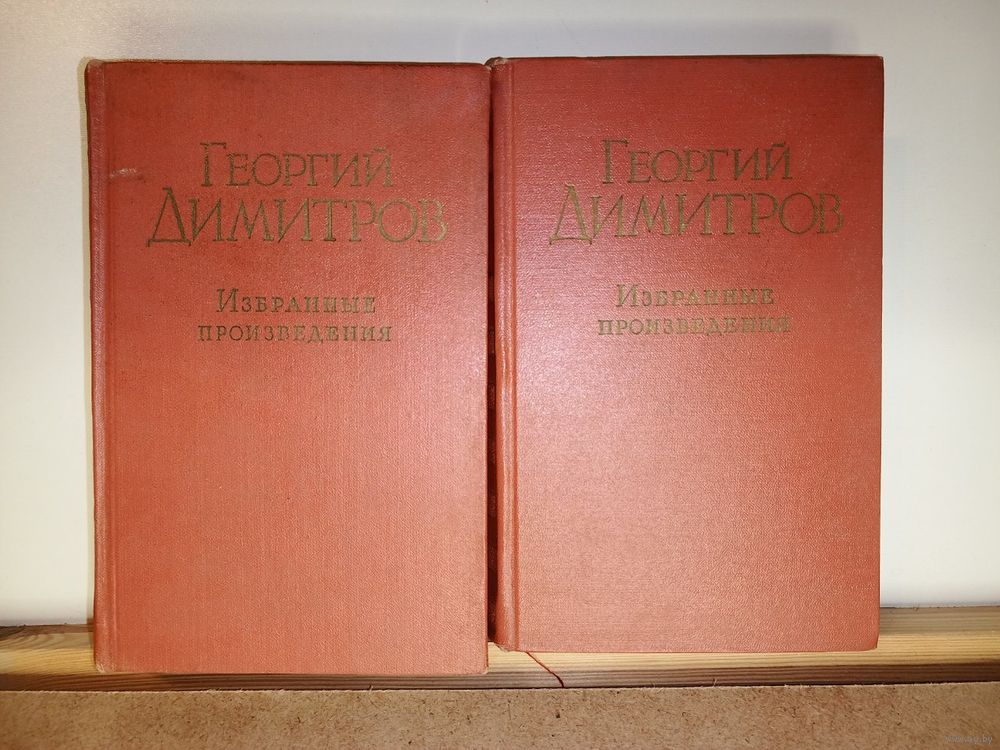 ГЕОРГИЙ
ДИМИТРОВ
ИЗБРАННЫЕ
ПРОИЗВЕДЕНИЯ
ГЕОРГИЙ
ДИМИТРОВ
ИЗБРАННЫЕ
ПРОИЗВЕДЕНИЯ